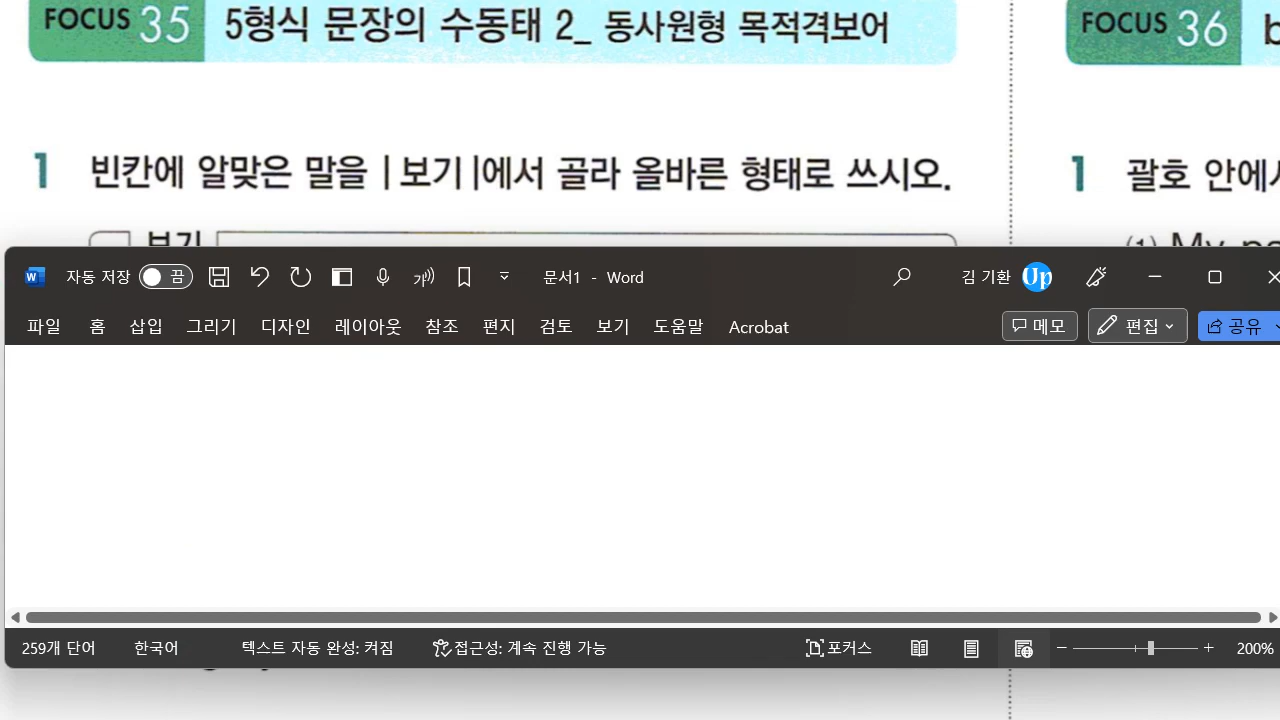 FOCUS 35 5형식 문장의 수동태 2_ 동사원형 목적격보어
FOCUS 36
1 빈칸에 알맞은 말을 | 보기 |에서 골라 올바른 형태로 쓰시오.
1 괄호 안에서
보기
(1) My
자동 저장 끔 가 문서1 - Word 김 기환 Up
파일 홈 삽입 그리기 디자인 레이아웃 참조 편지 검토 보기 도움말 Acrobat 메모 편집 공유
259개 단어 한국어 텍스트 자동 완성: 켜짐 접근성: 계속 진행 가능 포커스 200%